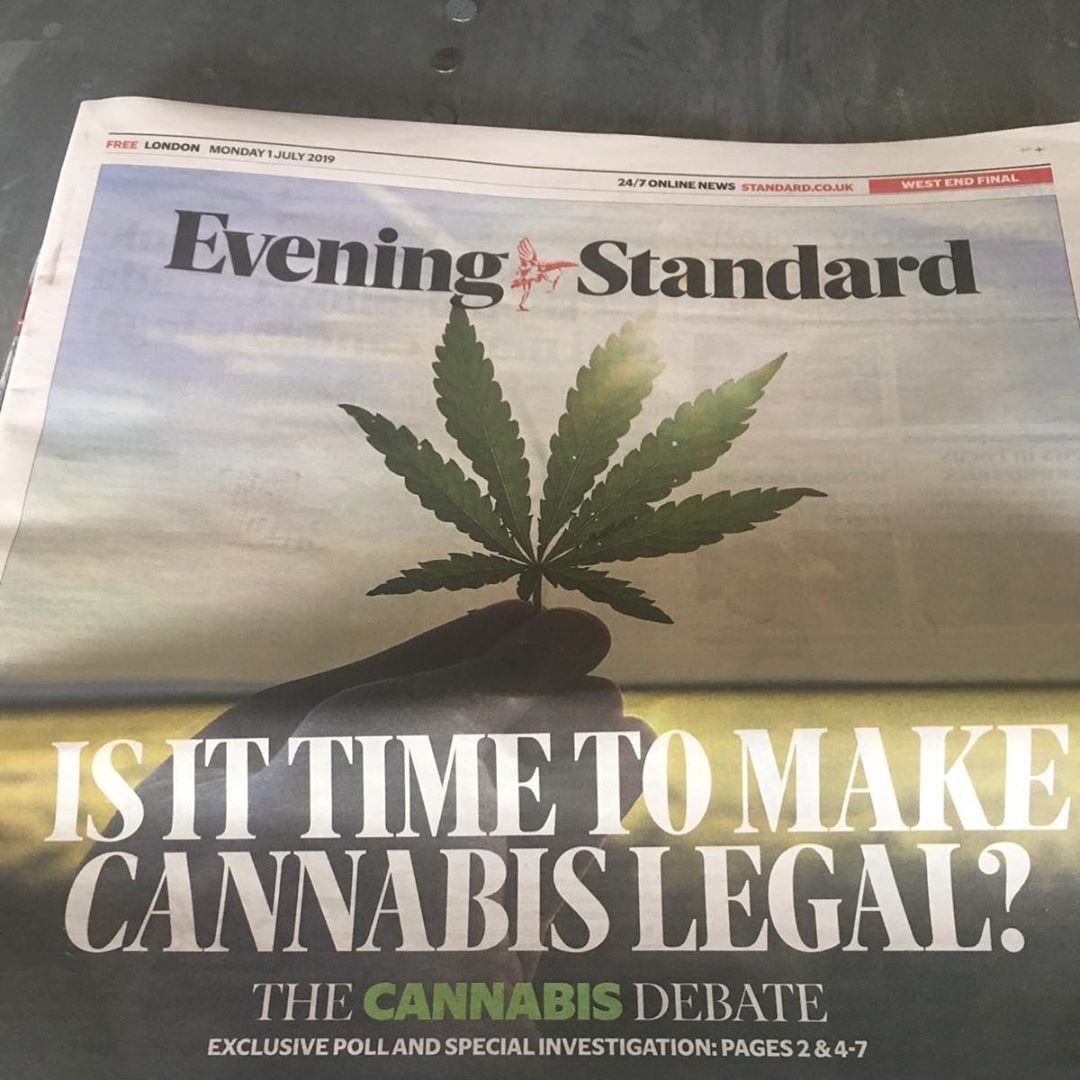 FREE LONDON MONDAY 1 JULY 2019
24/7 ONLINE NEWS STANDARD.CO.UK WEST END FINAL
Evening Standard
IS IT TIME TO MAKE
CANNABIS LEGAL?
THE CANNABIS DEBATE
EXCLUSIVE POLL AND SPECIAL INVESTIGATION: PAGES 2 & 4-7